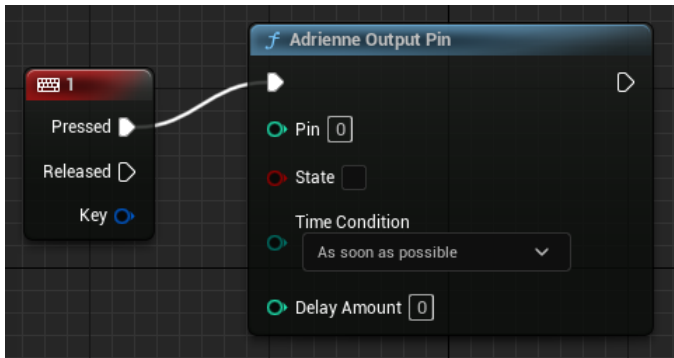 1
Pressed
Released
Key
f Adrienne Output Pin
Pin 0
State
Time Condition
As soon as possible
Delay Amount 0